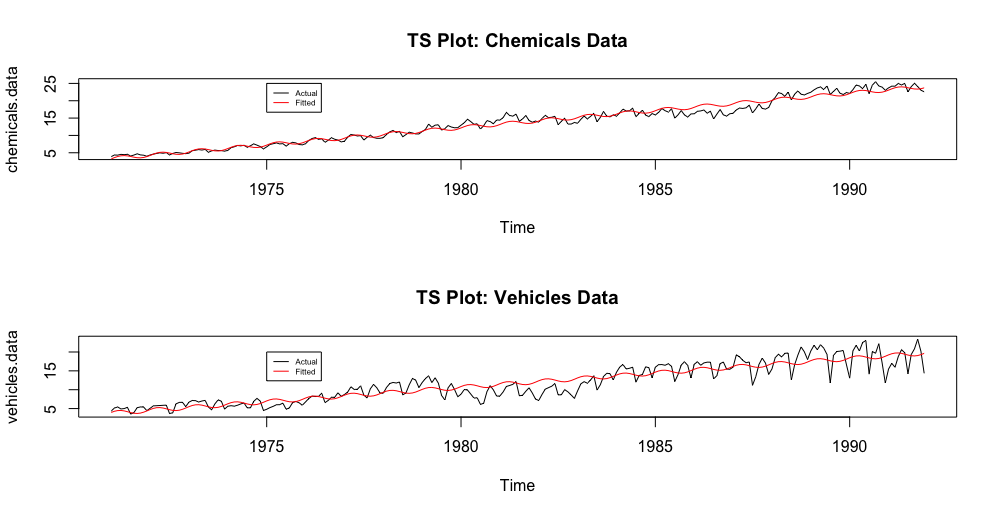 TS Plot: Chemicals Data
chemicals.data
25
15
5
Actual
Fitted
1975 1980 1985 1990
Time
TS Plot: Vehicles Data
vehicles.data
15
5
Actual
Fitted
1975 1980 1985 1990
Time